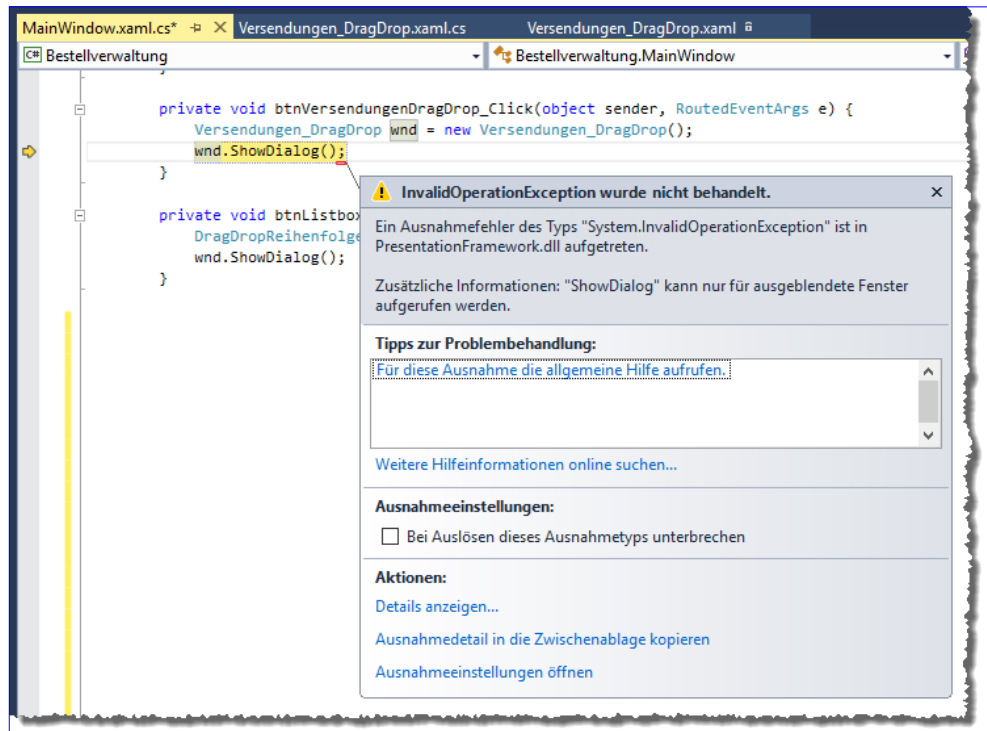 MainWindow.xaml.cs* Versendungen_DragDrop.xaml.cs Versendungen_DragDrop.xaml
C# Bestellverwaltung Bestellverwaltung.MainWindow
}
private void btnVersendungenDragDrop_Click(object sender, RoutedEventArgs e) {
Versendungen_DragDrop wnd = new Versendungen_DragDrop();
wnd.ShowDialog();
}
private void btnListbox
DragDropReihenfolge
wnd.ShowDialog();
}
InvalidOperationException wurde nicht behandelt.
Ein Ausnahmefehler des Typs "System.InvalidOperationException" ist in
PresentationFramework.dll aufgetreten.
Zusätzliche Informationen: "ShowDialog" kann nur für ausgeblendete Fenster
aufgerufen werden.
Tipps zur Problembehandlung:
Für diese Ausnahme die allgemeine Hilfe aufrufen.
Weitere Hilfeinformationen online suchen...
Ausnahmeeinstellungen:
Bei Auslösen dieses Ausnahmetyps unterbrechen
Aktionen:
Details anzeigen...
Ausnahmedetail in die Zwischenablage kopieren
Ausnahmeeinstellungen öffnen